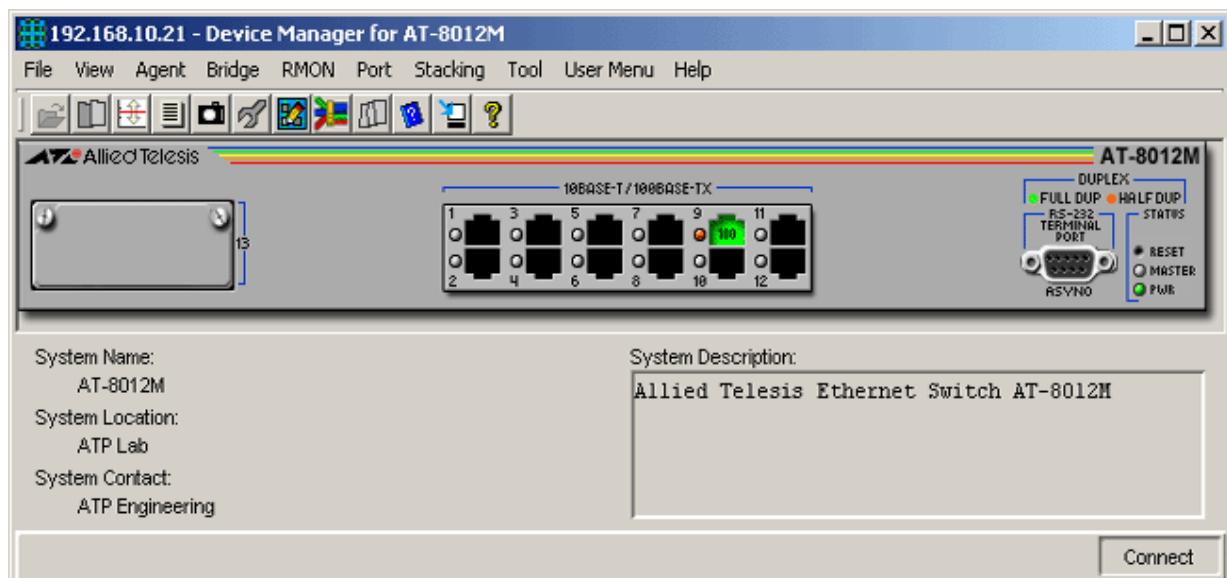 192.168.10.21 - Device Manager for AT-8012M
File View Agent Bridge RMON Port Stacking Tool User Menu Help
Allied Telesis
AT-8012M
10BASE-T/100BASE-TX
DUPLEX
FULL DUP HALF DUP
1 3 5 7 9 11
100
2 4 6 8 10 12
13
RS-232
TERMINAL
PORT
ASYNO
STATUS
RESET
MASTER
PWR
System Name:
AT-8012M
System Location:
ATP Lab
System Contact:
ATP Engineering
System Description:
Allied Telesis Ethernet Switch AT-8012M
Connect